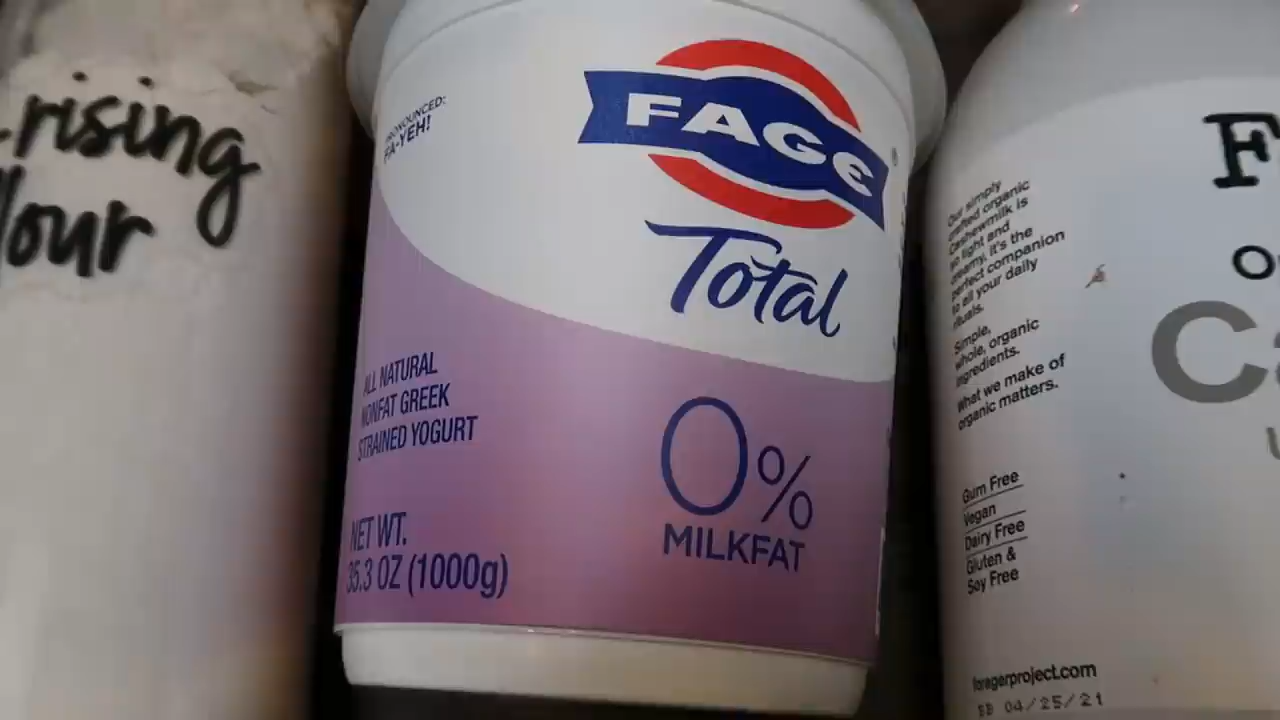 -rising
lour
PRONOUNCED:
FA-YEH!
FAGE
Total
ALL NATURAL
NONFAT GREEK
STRAINED YOGURT
0%
MILKFAT
NET WT.
35.3 OZ (1000g)
F
O
Ca
Our simply
crafted organic
Cashewmilk is
so light and
creamy, it's the
perfect companion
to all your daily
rituals.
Simple,
whole, organic
ingredients.
What we make of
organic matters.
Gum Free
Vegan
Dairy Free
Gluten &
Soy Free
foragerproject.com
BB 04/25/21